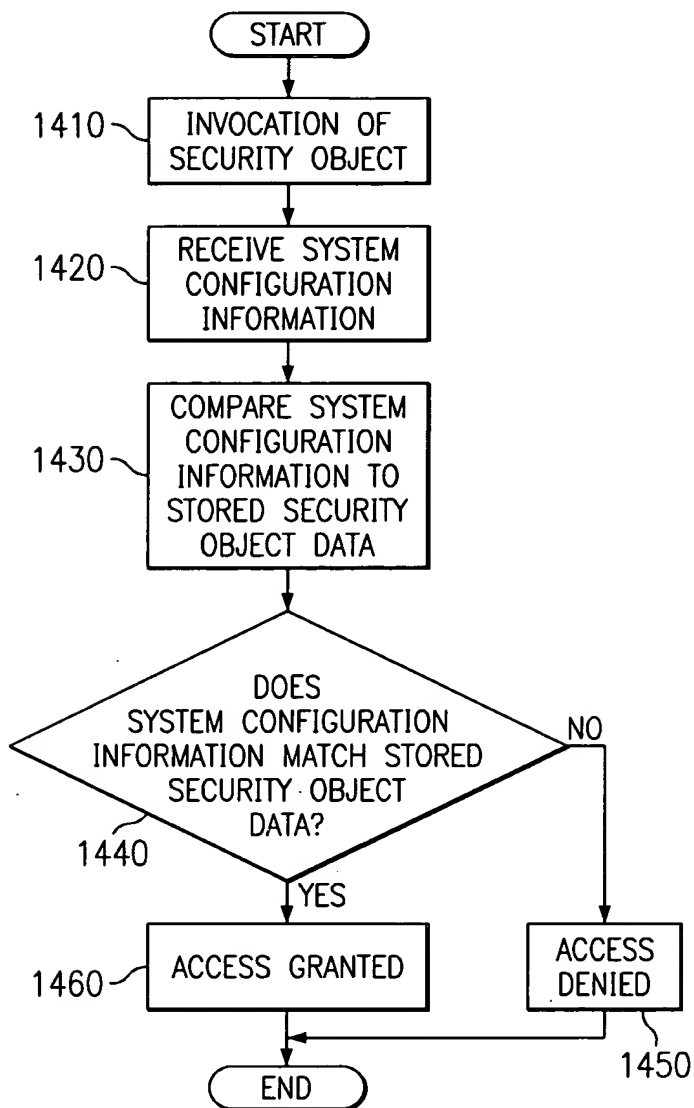 START
1410
INVOCATION OF
SECURITY OBJECT
1420
RECEIVE SYSTEM
CONFIGURATION
INFORMATION
1430
COMPARE SYSTEM
CONFIGURATION
INFORMATION TO
STORED SECURITY
OBJECT DATA
DOES
SYSTEM CONFIGURATION
INFORMATION MATCH STORED
SECURITY OBJECT
DATA?
1440
NO
YES
1460
ACCESS GRANTED
ACCESS
DENIED
1450
END